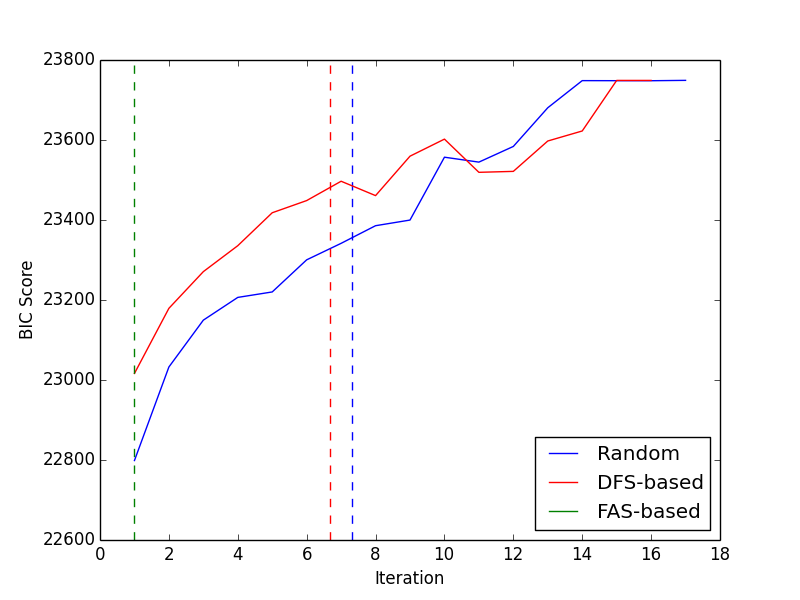 23800
23600
23400
23200
23000
22800
22600
BIC Score
0 2 4 6 8 10 12 14 16 18
Iteration
Random
DFS-based
FAS-based